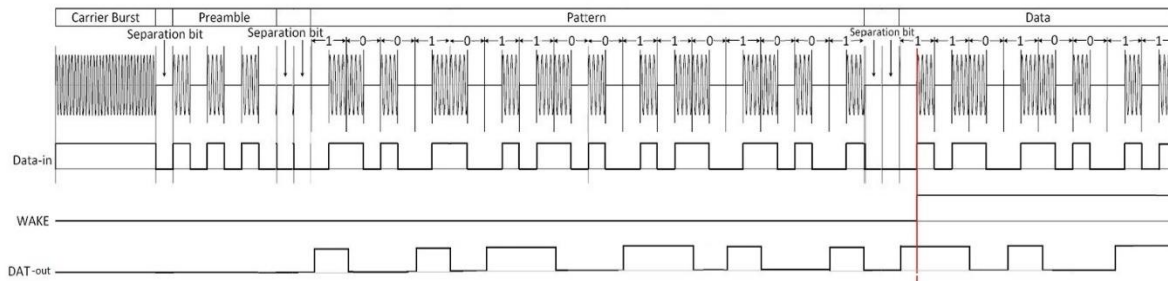 Carrier Burst Preamble Pattern Data
Separation bit Separation bit Separation bit
1 0 0 1 0 1 1 0 0 1 1 0 1 0 0 1 1 1 0 1 0 0 1 1
Data-in
WAKE
DAT-out